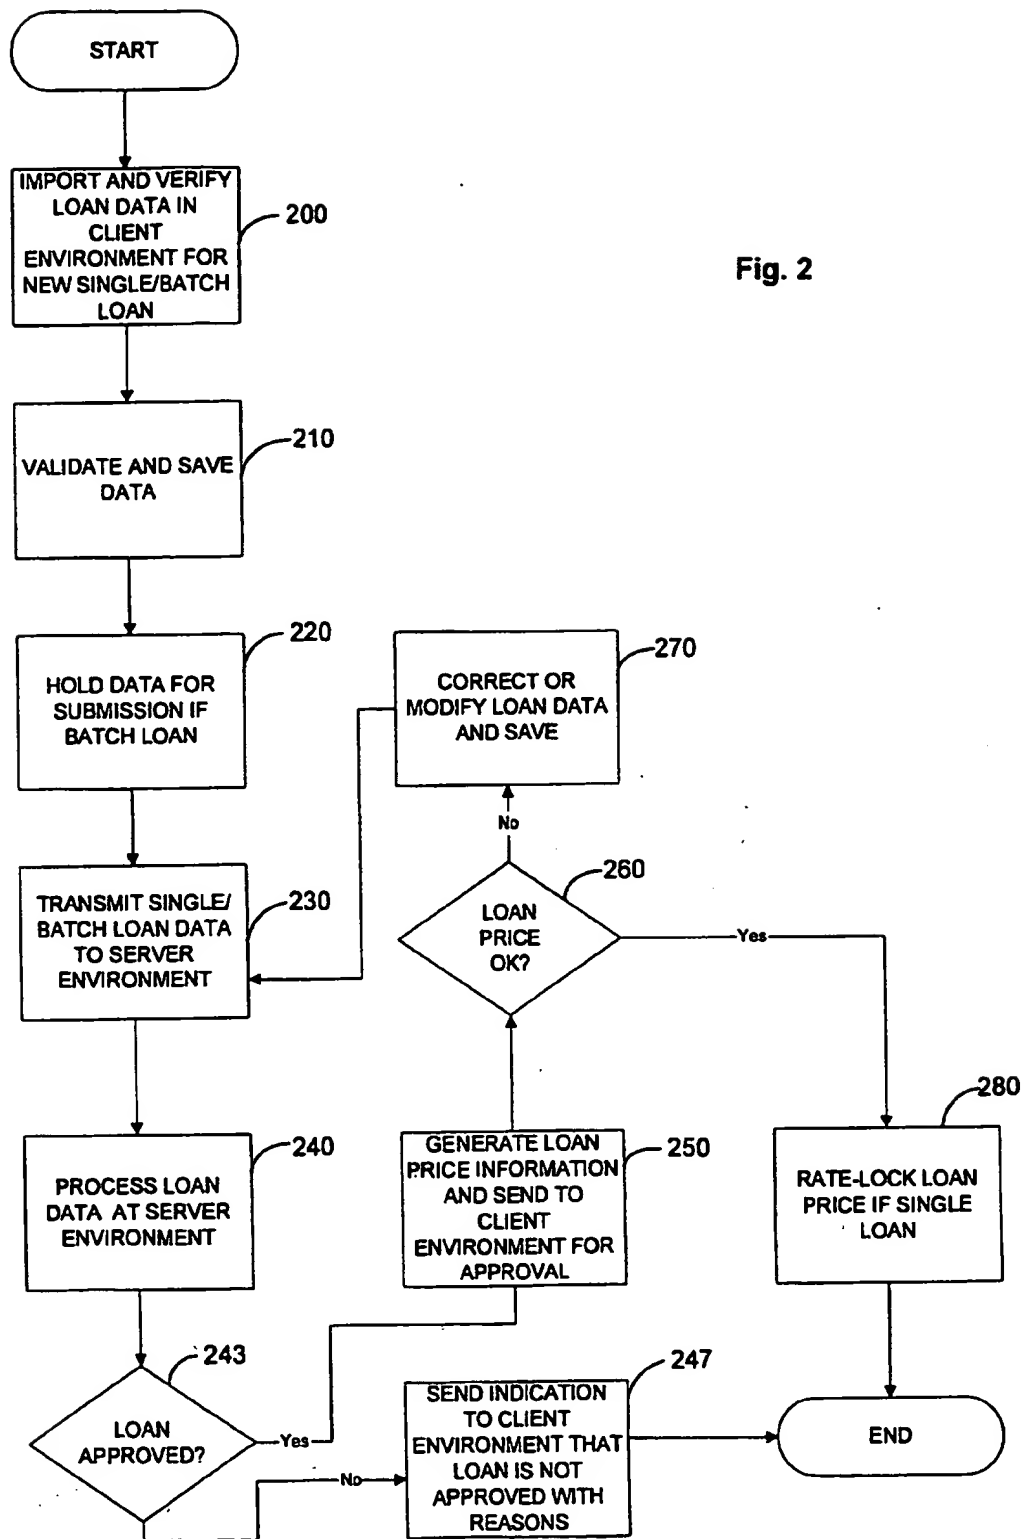 START
IMPORT AND VERIFY
LOAN DATA IN
CLIENT
ENVIRONMENT FOR
NEW SINGLE/BATCH
LOAN
200
Fig. 2
VALIDATE AND SAVE
DATA
210
HOLD DATA FOR
SUBMISSION IF
BATCH LOAN
220
CORRECT OR
MODIFY LOAN DATA
AND SAVE
270
No
TRANSMIT SINGLE/
BATCH LOAN DATA
TO SERVER
ENVIRONMENT
230
LOAN
PRICE
OK?
260
Yes
PROCESS LOAN
DATA AT SERVER
ENVIRONMENT
240
GENERATE LOAN
PRICE INFORMATION
AND SEND TO
CLIENT
ENVIRONMENT FOR
APPROVAL
250
RATE-LOCK LOAN
PRICE IF SINGLE
LOAN
280
LOAN
APPROVED?
243
Yes
No
SEND INDICATION
TO CLIENT
ENVIRONMENT THAT
LOAN IS NOT
APPROVED WITH
REASONS
247
END